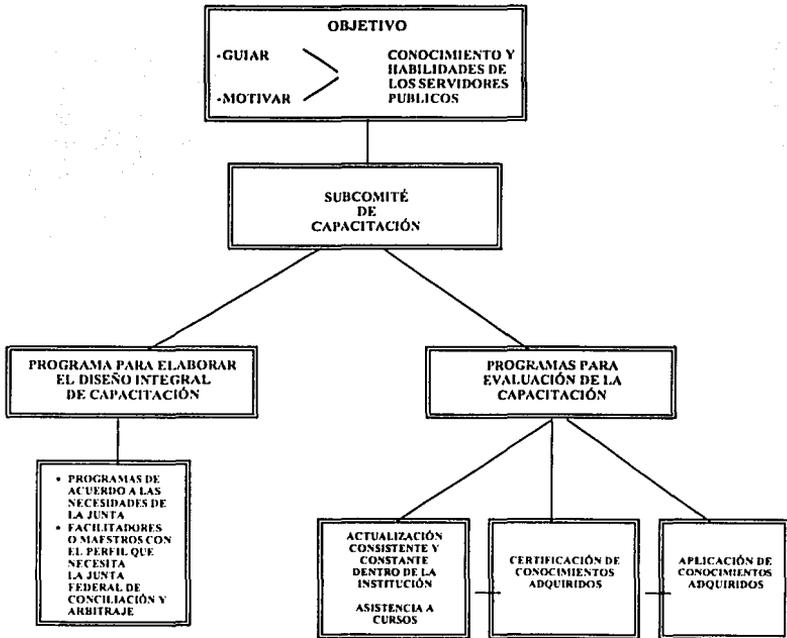 OBJETIVO
-GUIAR
-MOTIVAR
CONOCIMIENTO Y
HABILIDADES DE
LOS SERVIDORES
PUBLICOS
SUBCOMITÉ
DE
CAPACITACIÓN
PROGRAMA PARA ELABORAR
EL DISEÑO INTEGRAL
DE CAPACITACIÓN
PROGRAMAS PARA
EVALUACIÓN DE LA
CAPACITACIÓN
• PROGRAMAS DE
ACUERDO A LAS
NECESIDADES DE
LA JUNTA
• FACILITADORES
O MAESTROS CON
EL PERFIL QUE
NECESITA
LA JUNTA
FEDERAL DE
CONCILIACIÓN Y
ARBITRAJE
ACTUALIZACIÓN
CONSISTENTE Y
CONSTANTE
DENTRO DE LA
INSTITUCIÓN
ASISTENCIA A
CURSOS
CERTIFICACIÓN DE
CONOCIMIENTOS
ADQUIRIDOS
APLICACIÓN DE
CONOCIMIENTOS
ADQUIRIDOS